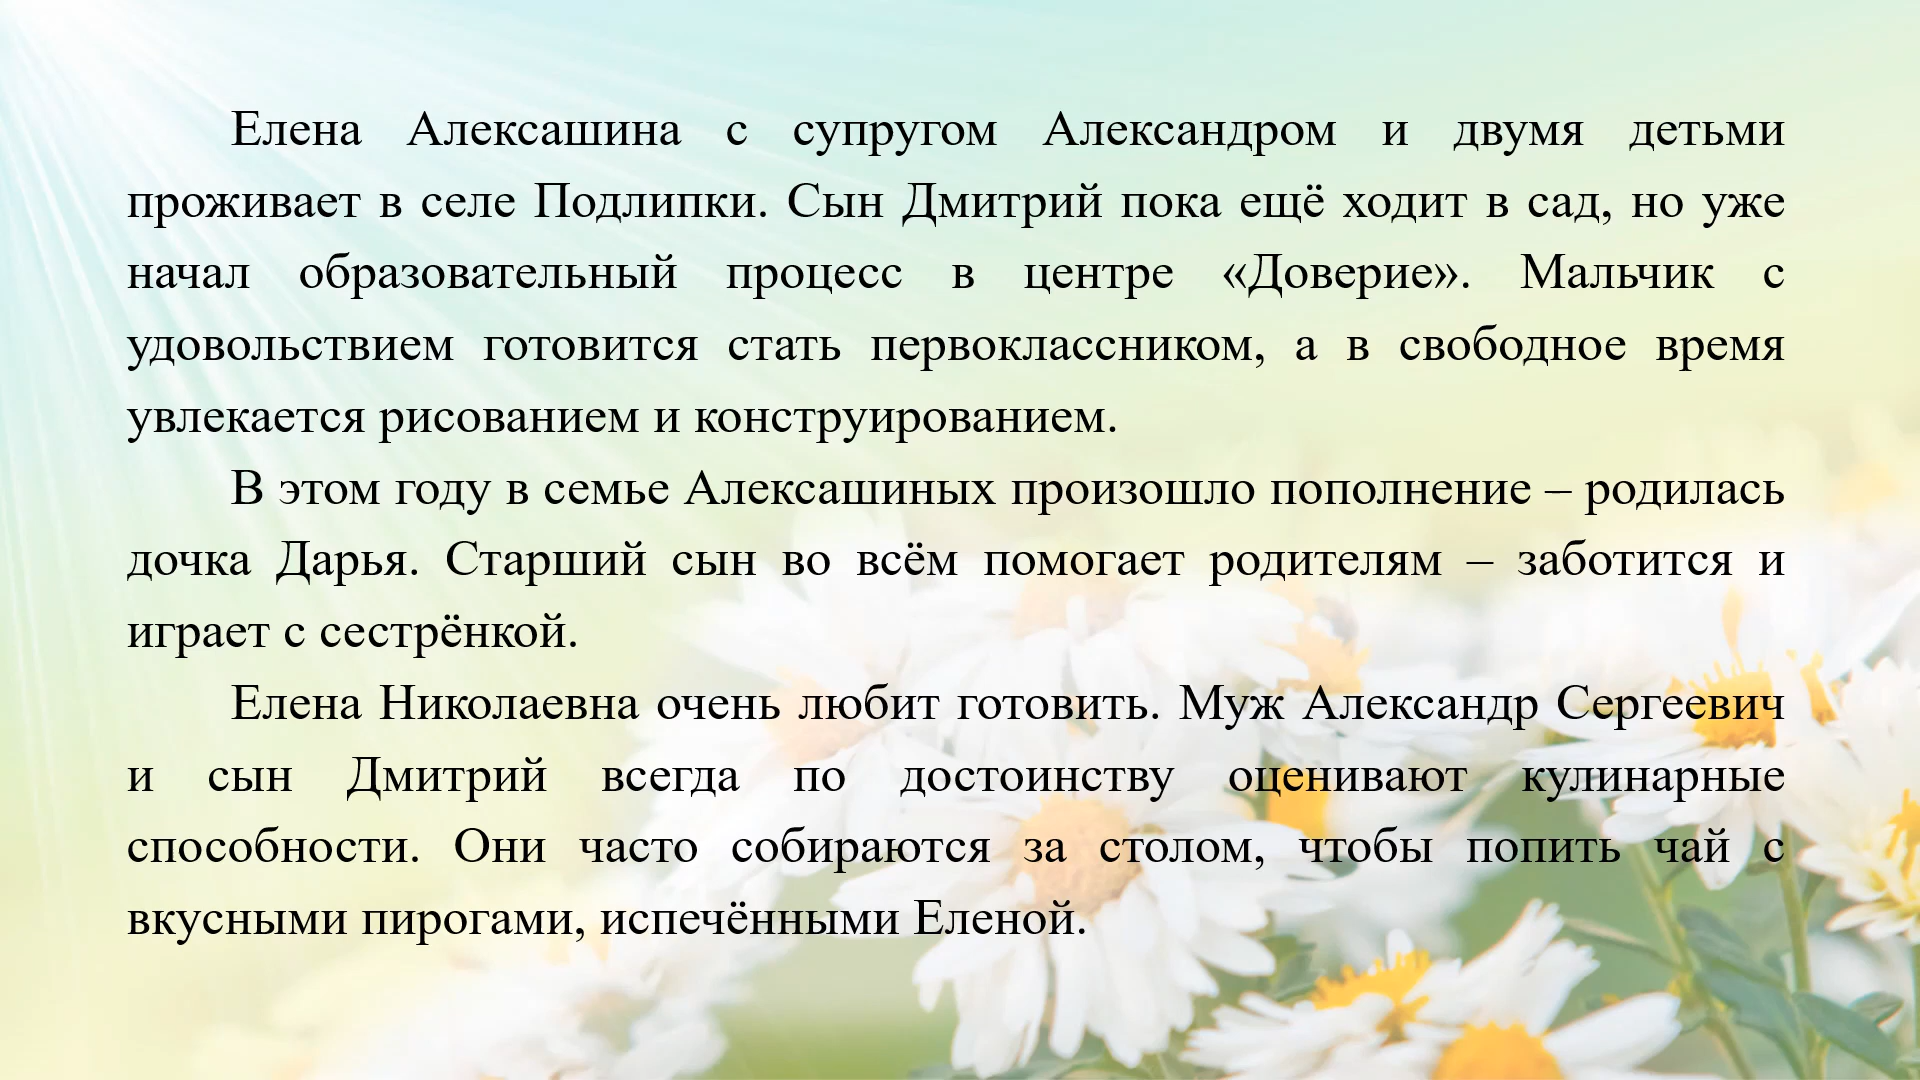 Елена Алексашина с супругом Александром и двумя детьми
проживает в селе Подлипки. Сын Дмитрий пока ещё ходит в сад, но уже
начал образовательный процесс в центре «Доверие». Мальчик с
удовольствием готовится стать первоклассником, а в свободное время
увлекается рисованием и конструированием.
В этом году в семье Алексашиных произошло пополнение – родилась
дочка Дарья. Старший сын во всём помогает родителям – заботится и
играет с сестрёнкой.
Елена Николаевна очень любит готовить. Муж Александр Сергеевич
и сын Дмитрий всегда по достоинству оценивают кулинарные
способности. Они часто собираются за столом, чтобы попить чай с
вкусными пирогами, испечёнными Еленой.